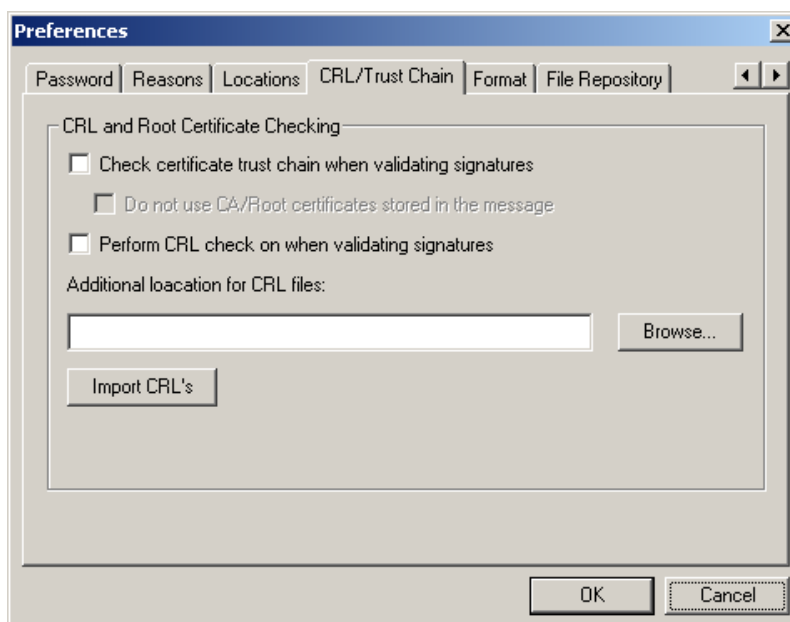 Preferences
Password Reasons Locations CRL/Trust Chain Format File Repository
CRL and Root Certificate Checking
Check certificate trust chain when validating signatures
Do not use CA/Root certificates stored in the message
Perform CRL check on when validating signatures
Additional loacation for CRL files:
Browse...
Import CRL's
OK Cancel